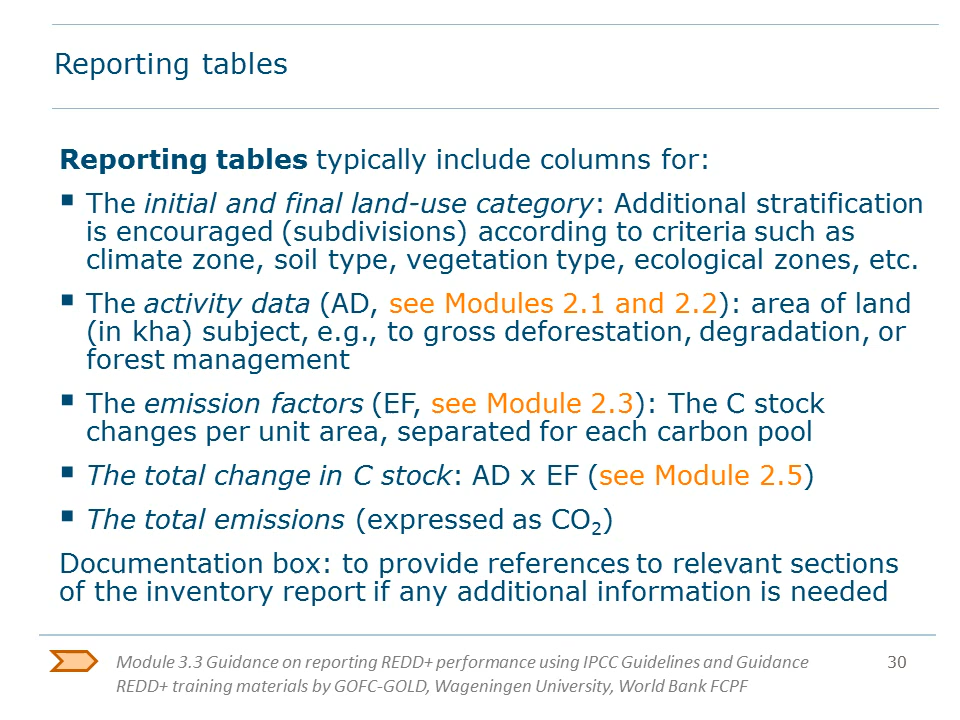 Reporting tables
Reporting tables typically include columns for:
▪ The initial and final land-use category: Additional stratification
is encouraged (subdivisions) according to criteria such as
climate zone, soil type, vegetation type, ecological zones, etc.
▪ The activity data (AD, see Modules 2.1 and 2.2): area of land
(in kha) subject, e.g., to gross deforestation, degradation, or
forest management
▪ The emission factors (EF, see Module 2.3): The C stock
changes per unit area, separated for each carbon pool
▪ The total change in C stock: AD x EF (see Module 2.5)
▪ The total emissions (expressed as CO₂)
Documentation box: to provide references to relevant sections
of the inventory report if any additional information is needed
Module 3.3 Guidance on reporting REDD+ performance using IPCC Guidelines and Guidance
REDD+ training materials by GOFC-GOLD, Wageningen University, World Bank FCPF
30